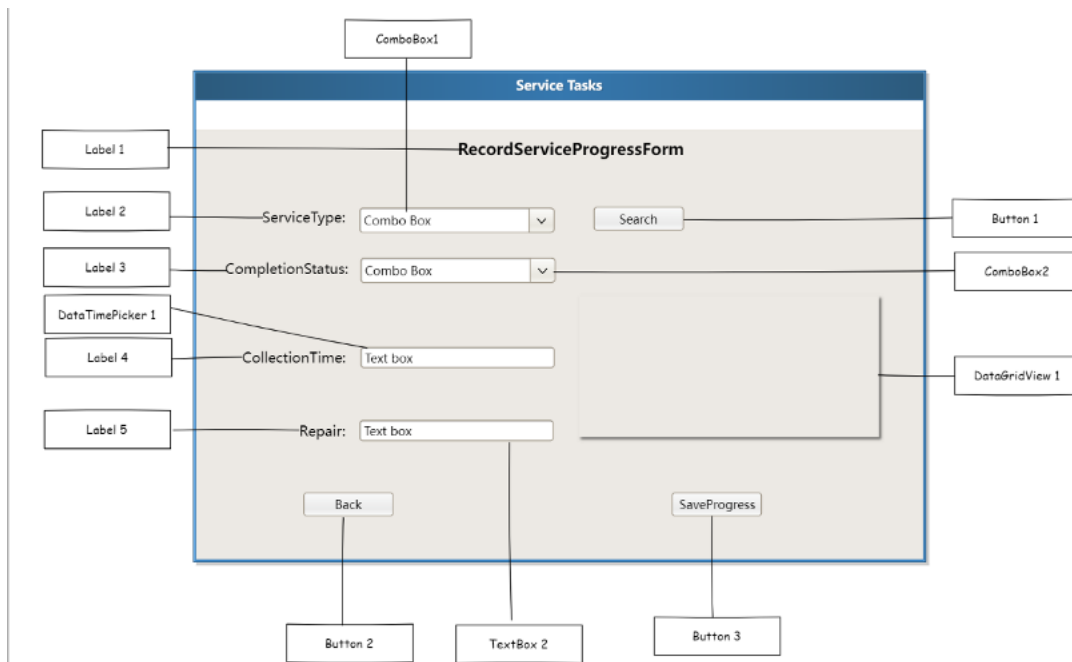 ComboBox1
Service Tasks
Label 1
RecordServiceProgressForm
Label 2
ServiceType:
Combo Box
Search
Button 1
Label 3
CompletionStatus:
Combo Box
ComboBox2
DataTimePicker 1
Label 4
CollectionTime:
Text box
DataGridView 1
Label 5
Repair:
Text box
Back
SaveProgress
Button 2
TextBox 2
Button 3